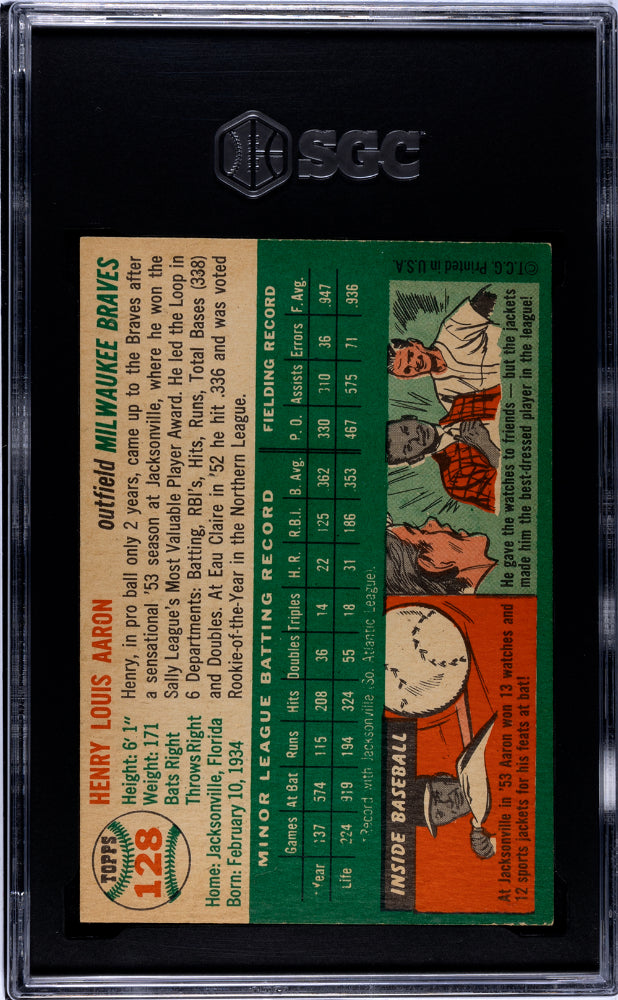 SGC
TOPPS
128
HENRY LOUIS AARON
outfield MILWAUKEE BRAVES
Height: 6' 1"
Weight: 171
Bats Right
Throws Right
Home: Jacksonville, Florida
Born: February 10, 1934
Henry, in pro ball only 2 years, came up to the Braves after
a sensational '53 season at Jacksonville, where he won the
Sally League's Most Valuable Player Award. He led the Loop in
6 Departments: Batting, RBI's, Hits, Runs, Total Bases (338)
and Doubles. At Eau Claire in '52 he hit .336 and was voted
Rookie-of-the-Year in the Northern League.
MINOR LEAGUE BATTING RECORD FIELDING RECORD
Games At Bat Runs Hits Doubles Triples H. R. R.B.I. B. Avg. P. O. Assists Errors F. Avg.
*Year 137 574 115 208 36 14 22 125 .362 330 310 36 .947
Life 224 919 194 324 55 18 31 186 .353 467 575 71 .936
*Record with Jacksonville (So. Atlantic League).
©T.C.G. Printed in U.S.A.
INSIDE BASEBALL
At Jacksonville in '53 Aaron won 13 watches and
12 sports jackets for his feats at bat!
He gave the watches to friends — but the jackets
made him the best-dressed player in the league!